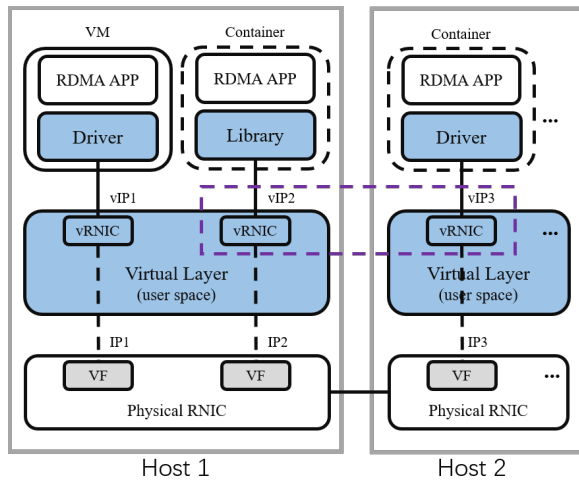 VM
Container
RDMA APP
RDMA APP
Driver
Library
vIP1
vIP2
vRNIC
vRNIC
Virtual Layer
(user space)
IP1
IP2
VF
VF
Physical RNIC
Host 1
Container
RDMA APP
Driver
...
vIP3
vRNIC
...
Virtual Layer
(user space)
IP3
VF
...
Physical RNIC
Host 2